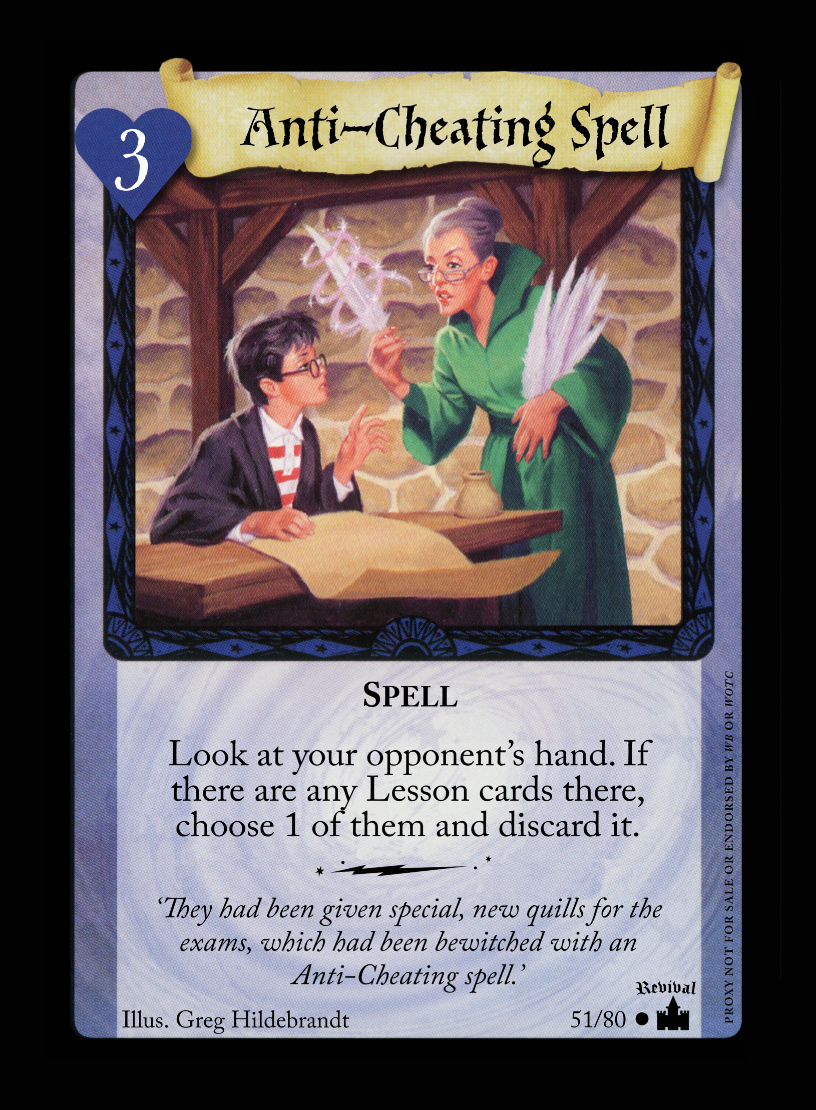 3
Anti-Cheating Spell
SPELL
Look at your opponent's hand. If
there are any Lesson cards there,
choose 1 of them and discard it.
‘They had been given special, new quills for the
exams, which had been bewitched with an
Anti-Cheating spell.’
Revival
Illus. Greg Hildebrandt
51/80
PROXY NOT FOR SALE OR ENDORSED BY WB OR WOTC